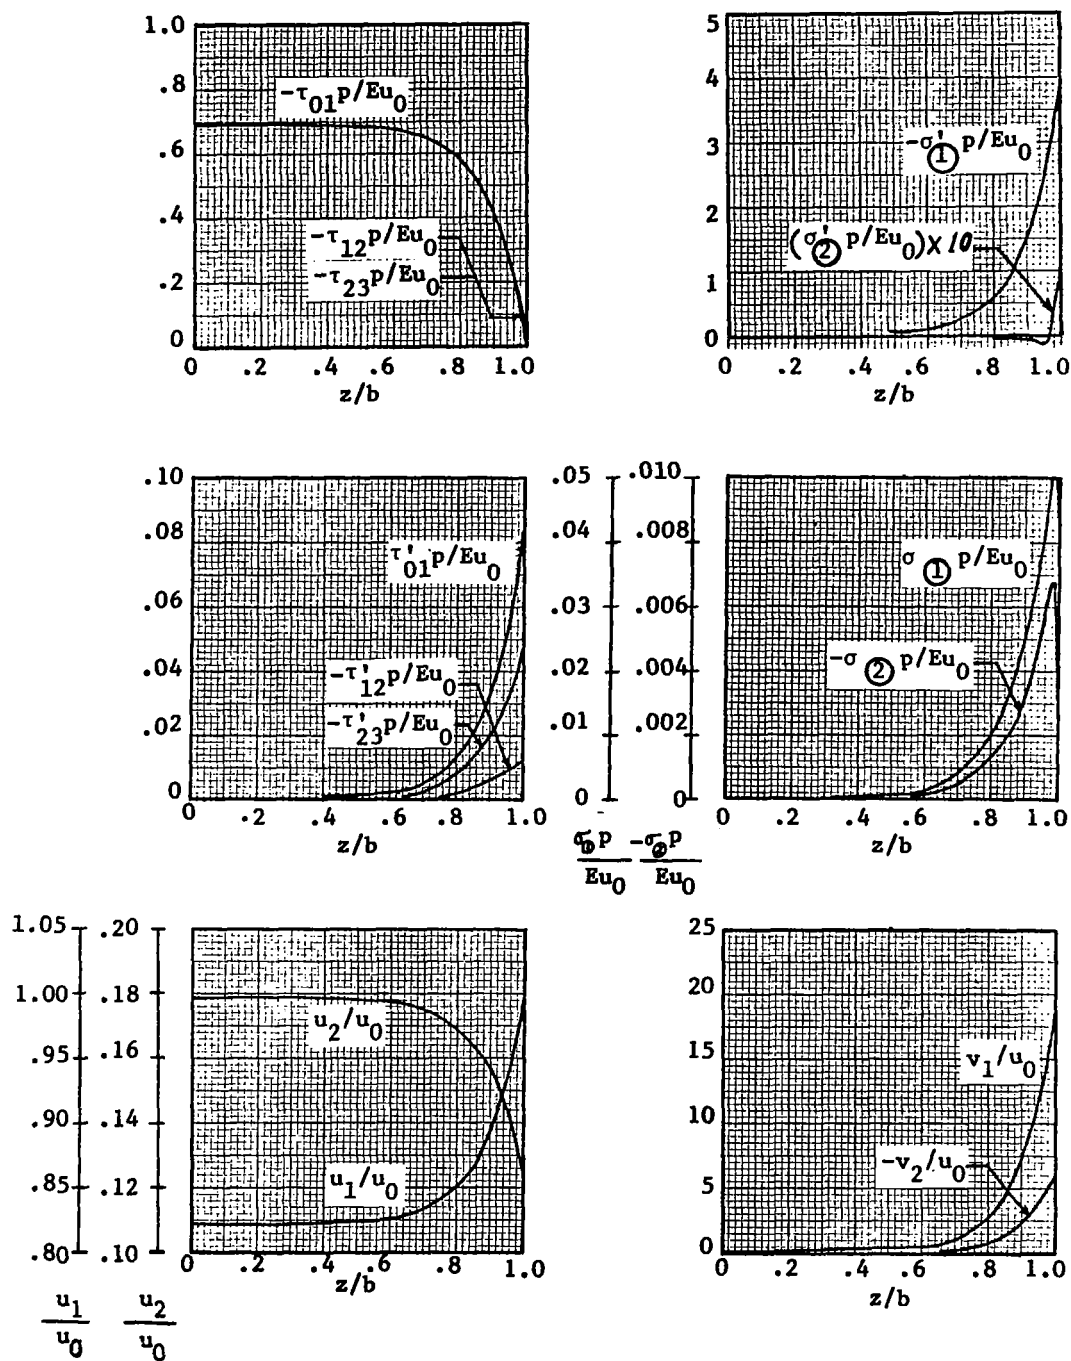 1.0
.8
.6
.4
.2
0
-τ01p/Eu0
-τ12p/Eu0
-τ23p/Eu0
0 .2 .4 .6 .8 1.0
z/b
5
4
3
2
1
0
-σ'① p/Eu0
(σ'② p/Eu0)X10
0 .2 .4 .6 .8 1.0
z/b
.10
.08
.06
.04
.02
0
τ'01p/Eu0
-τ'12p/Eu0
-τ'23p/Eu0
0 .2 .4 .6 .8 1.0
z/b
.05
.04
.03
.02
.01
0
σ①p
Eu0
.010
.008
.006
.004
.002
0
-σ②p
Eu0
σ① p/Eu0
-σ② p/Eu0
0 .2 .4 .6 .8 1.0
z/b
1.05
1.00
.95
.90
.85
.80
u1
u0
.20
.18
.16
.14
.12
.10
u2
u0
u2/u0
u1/u0
0 .2 .4 .6 .8 1.0
z/b
25
20
15
10
5
0
v1/u0
-v2/u0
0 .2 .4 .6 .8 1.0
z/b